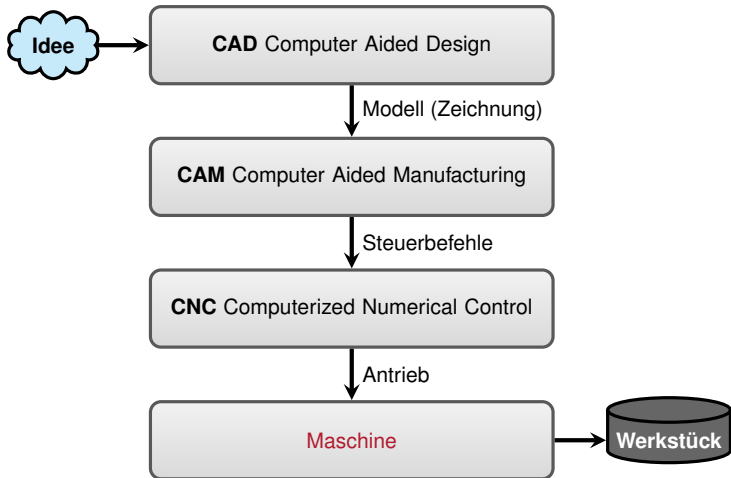 Idee
CAD Computer Aided Design
Modell (Zeichnung)
CAM Computer Aided Manufacturing
Steuerbefehle
CNC Computerized Numerical Control
Antrieb
Maschine
Werkstück